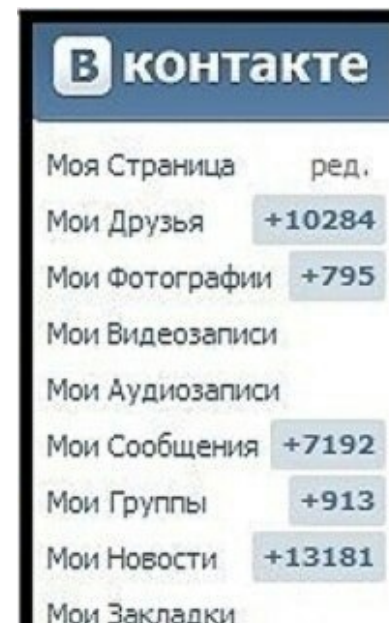 В контакте
Моя Страница ред.
Мои Друзья +10284
Мои Фотографии +795
Мои Видеозаписи
Мои Аудиозаписи
Мои Сообщения +7192
Мои Группы +913
Мои Новости +13181
Мои Закладки